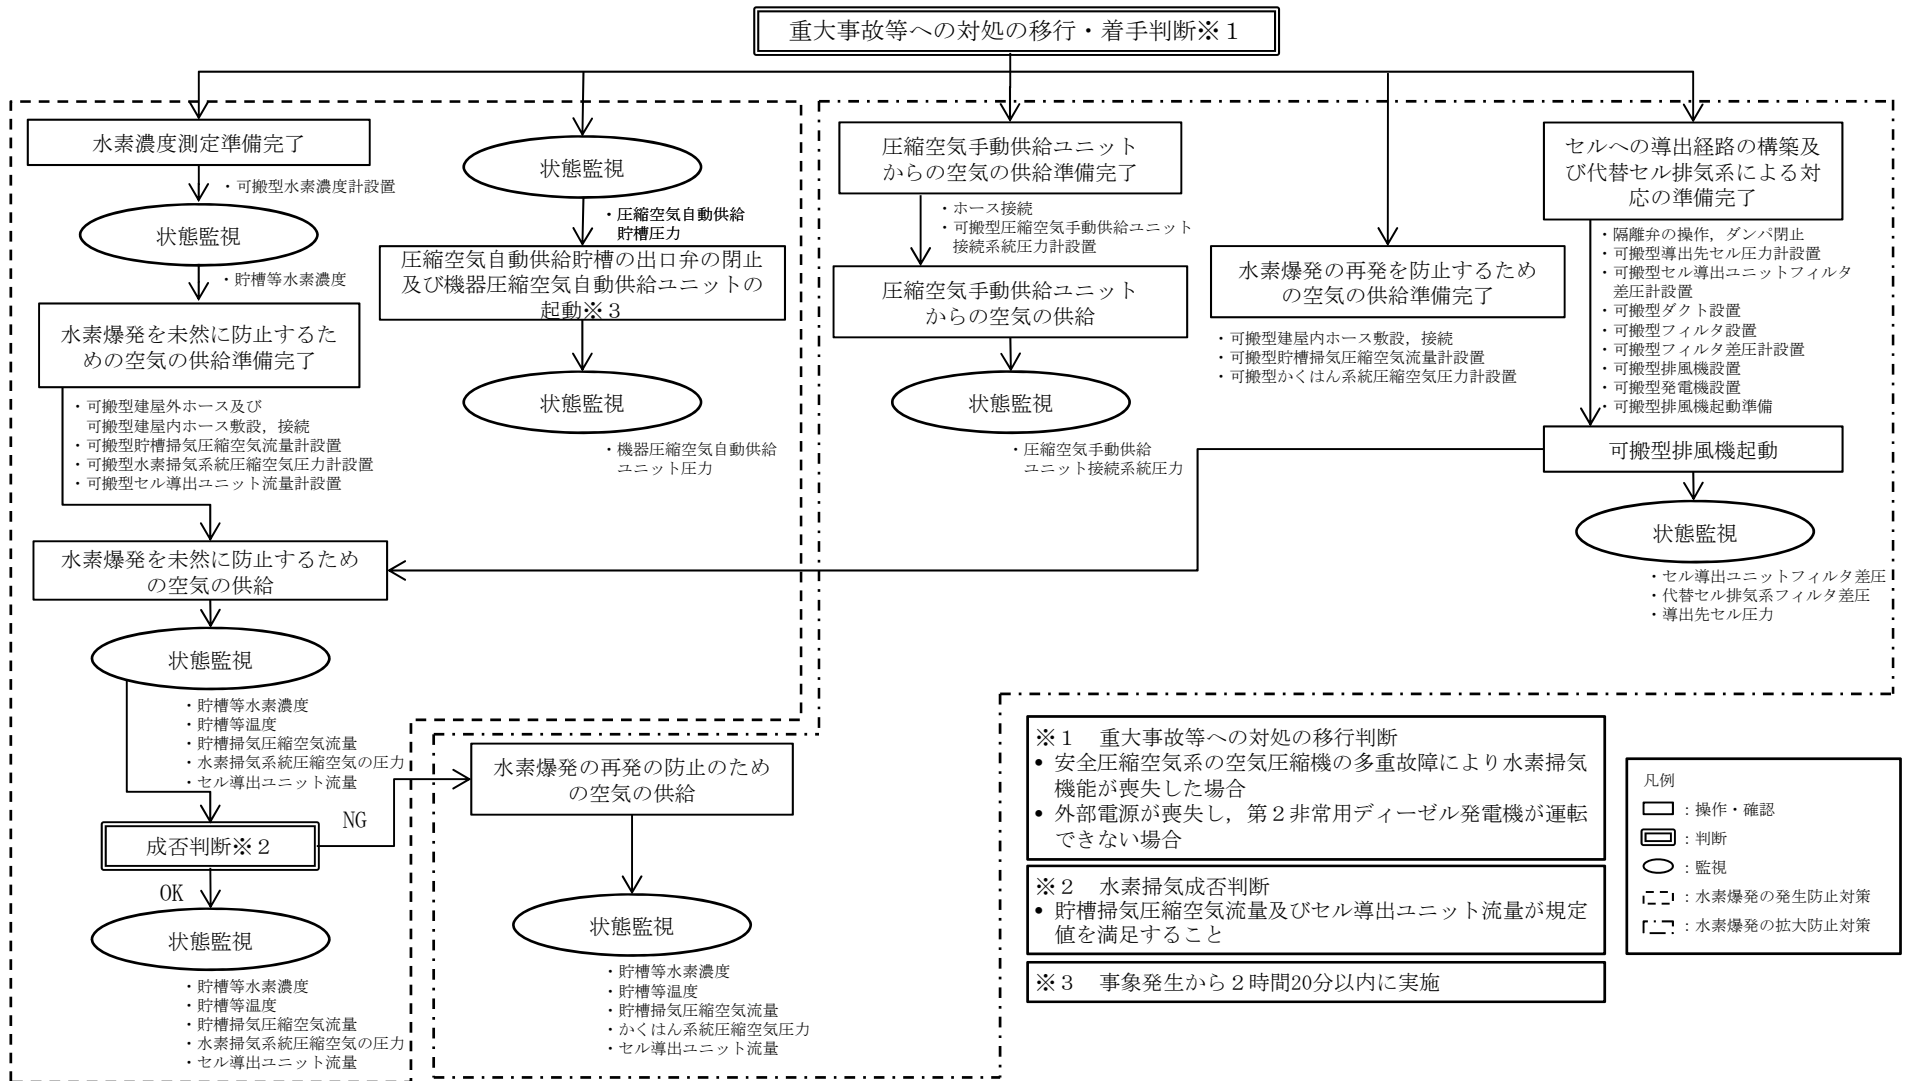 重大事故等への対処の移行・着手判断※１
水素濃度測定準備完了
・可搬型水素濃度計設置
状態監視
・貯槽等水素濃度
水素爆発を未然に防止するた
めの空気の供給準備完了
・可搬型建屋外ホース及び
可搬型建屋内ホース敷設，接続
・可搬型貯槽掃気圧縮空気流量計設置
・可搬型水素掃気系統圧縮空気圧力計設置
・可搬型セル導出ユニット流量計設置
水素爆発を未然に防止するため
の空気の供給
状態監視
・貯槽等水素濃度
・貯槽等温度
・貯槽掃気圧縮空気流量
・水素掃気系統圧縮空気の圧力
・セル導出ユニット流量
成否判断※２
NG
OK
状態監視
・貯槽等水素濃度
・貯槽等温度
・貯槽掃気圧縮空気流量
・水素掃気系統圧縮空気の圧力
・セル導出ユニット流量
状態監視
・圧縮空気自動供給
貯槽圧力
圧縮空気自動供給貯槽の出口弁の閉止
及び機器圧縮空気自動供給ユニットの
起動※３
状態監視
・機器圧縮空気自動供給
ユニット圧力
水素爆発の再発の防止のため
の空気の供給
状態監視
・貯槽等水素濃度
・貯槽等温度
・貯槽掃気圧縮空気流量
・かくはん系統圧縮空気圧力
・セル導出ユニット流量
圧縮空気手動供給ユニット
からの空気の供給準備完了
・ホース接続
・可搬型圧縮空気手動供給ユニット
接続系統圧力計設置
圧縮空気手動供給ユニット
からの空気の供給
状態監視
・圧縮空気手動供給
ユニット接続系統圧力
水素爆発の再発を防止するため
の空気の供給準備完了
・可搬型建屋内ホース敷設，接続
・可搬型貯槽掃気圧縮空気流量計設置
・可搬型かくはん系統圧縮空気圧力計設置
セルへの導出経路の構築及
び代替セル排気系による対
応の準備完了
・隔離弁の操作，ダンパ閉止
・可搬型導出先セル圧力計設置
・可搬型セル導出ユニットフィルタ
差圧計設置
・可搬型ダクト設置
・可搬型フィルタ設置
・可搬型フィルタ差圧計設置
・可搬型排風機設置
・可搬型発電機設置
・可搬型排風機起動準備
可搬型排風機起動
状態監視
・セル導出ユニットフィルタ差圧
・代替セル排気系フィルタ差圧
・導出先セル圧力
※１　重大事故等への対処の移行判断
• 安全圧縮空気系の空気圧縮機の多重故障により水素掃気
機能が喪失した場合
• 外部電源が喪失し，第２非常用ディーゼル発電機が運転
できない場合
※２　水素掃気成否判断
• 貯槽掃気圧縮空気流量及びセル導出ユニット流量が規定
値を満足すること
※３　事象発生から２時間20分以内に実施
凡例
：操作・確認
：判断
：監視
：水素爆発の発生防止対策
：水素爆発の拡大防止対策